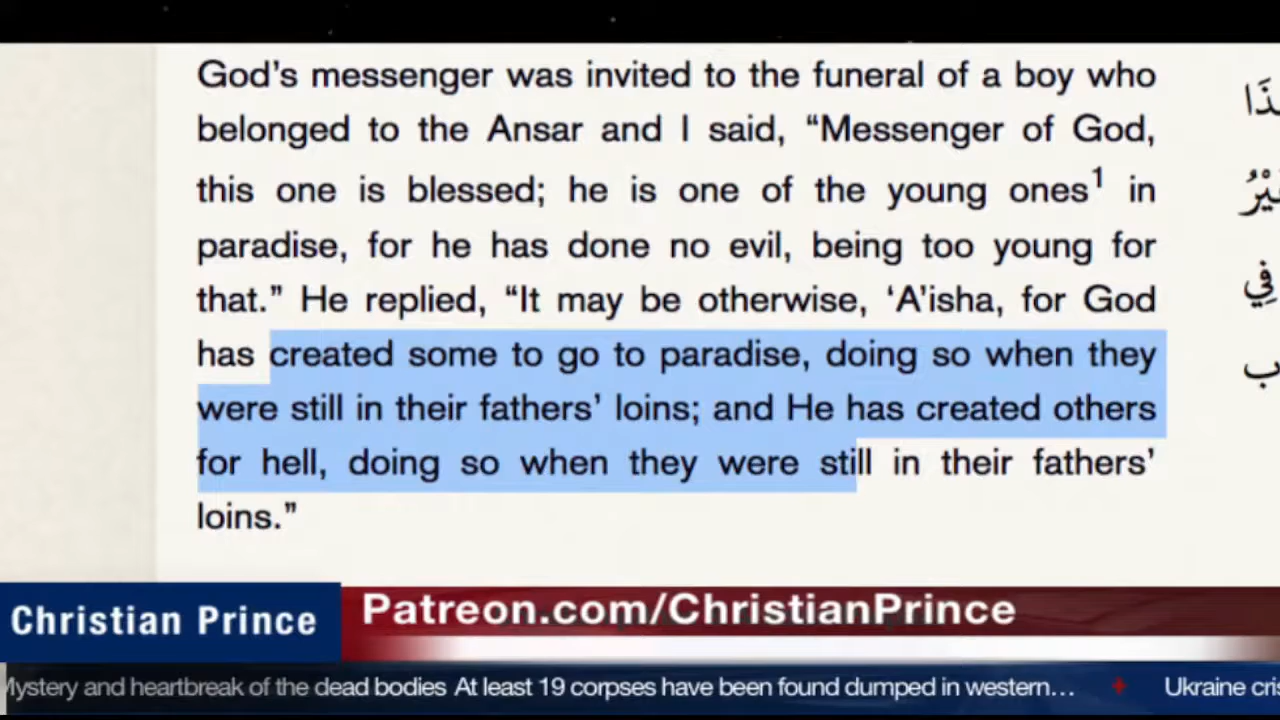 God’s messenger was invited to the funeral of a boy who
belonged to the Ansar and I said, “Messenger of God,
this one is blessed; he is one of the young ones1 in
paradise, for he has done no evil, being too young for
that.” He replied, “It may be otherwise, ‘A’isha, for God
has created some to go to paradise, doing so when they
were still in their fathers’ loins; and He has created others
for hell, doing so when they were still in their fathers’
loins.”
فِي
Christian Prince
Patreon.com/ChristianPrince
Mystery and heartbreak of the dead bodies At least 19 corpses have been found dumped in western… Ukraine